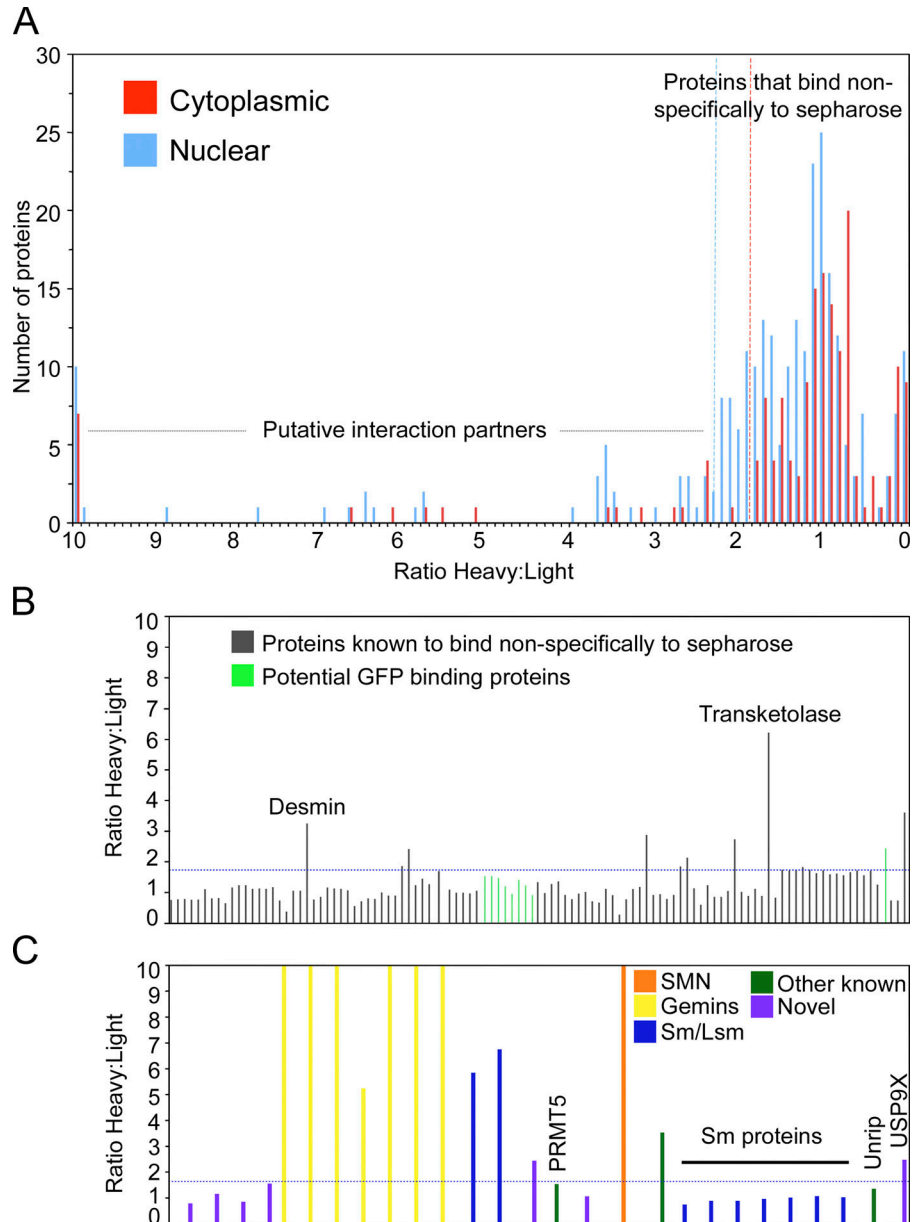 A
30
25
20
15
10
5
0
Number of proteins
Cytoplasmic
Nuclear
Proteins that bind non-
specifically to sepharose
Putative interaction partners
10 9 8 7 6 5 4 3 2 1 0
Ratio Heavy:Light
B
10
9
8
7
6
5
4
3
2
1
0
Ratio Heavy:Light
Proteins known to bind non-specifically to sepharose
Potential GFP binding proteins
Desmin
Transketolase
C
10
9
8
7
6
5
4
3
2
1
0
Ratio Heavy:Light
SMN
Gemins
Sm/Lsm
Other known
Novel
PRMT5
Sm proteins
Unrip
USP9X